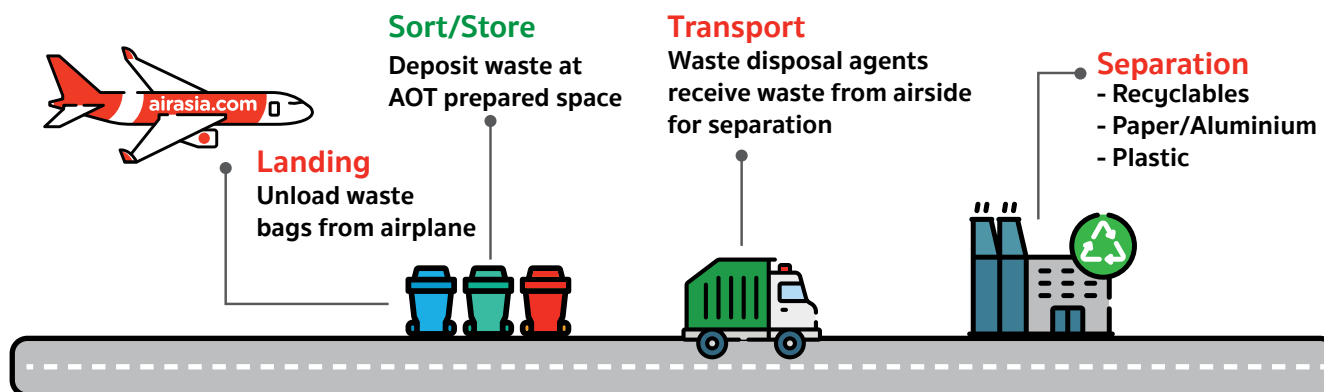 airasia.com
Landing
Unload waste
bags from airplane
Sort/Store
Deposit waste at
AOT prepared space
Transport
Waste disposal agents
receive waste from airside
for separation
Separation
- Recyclables
- Paper/Aluminium
- Plastic